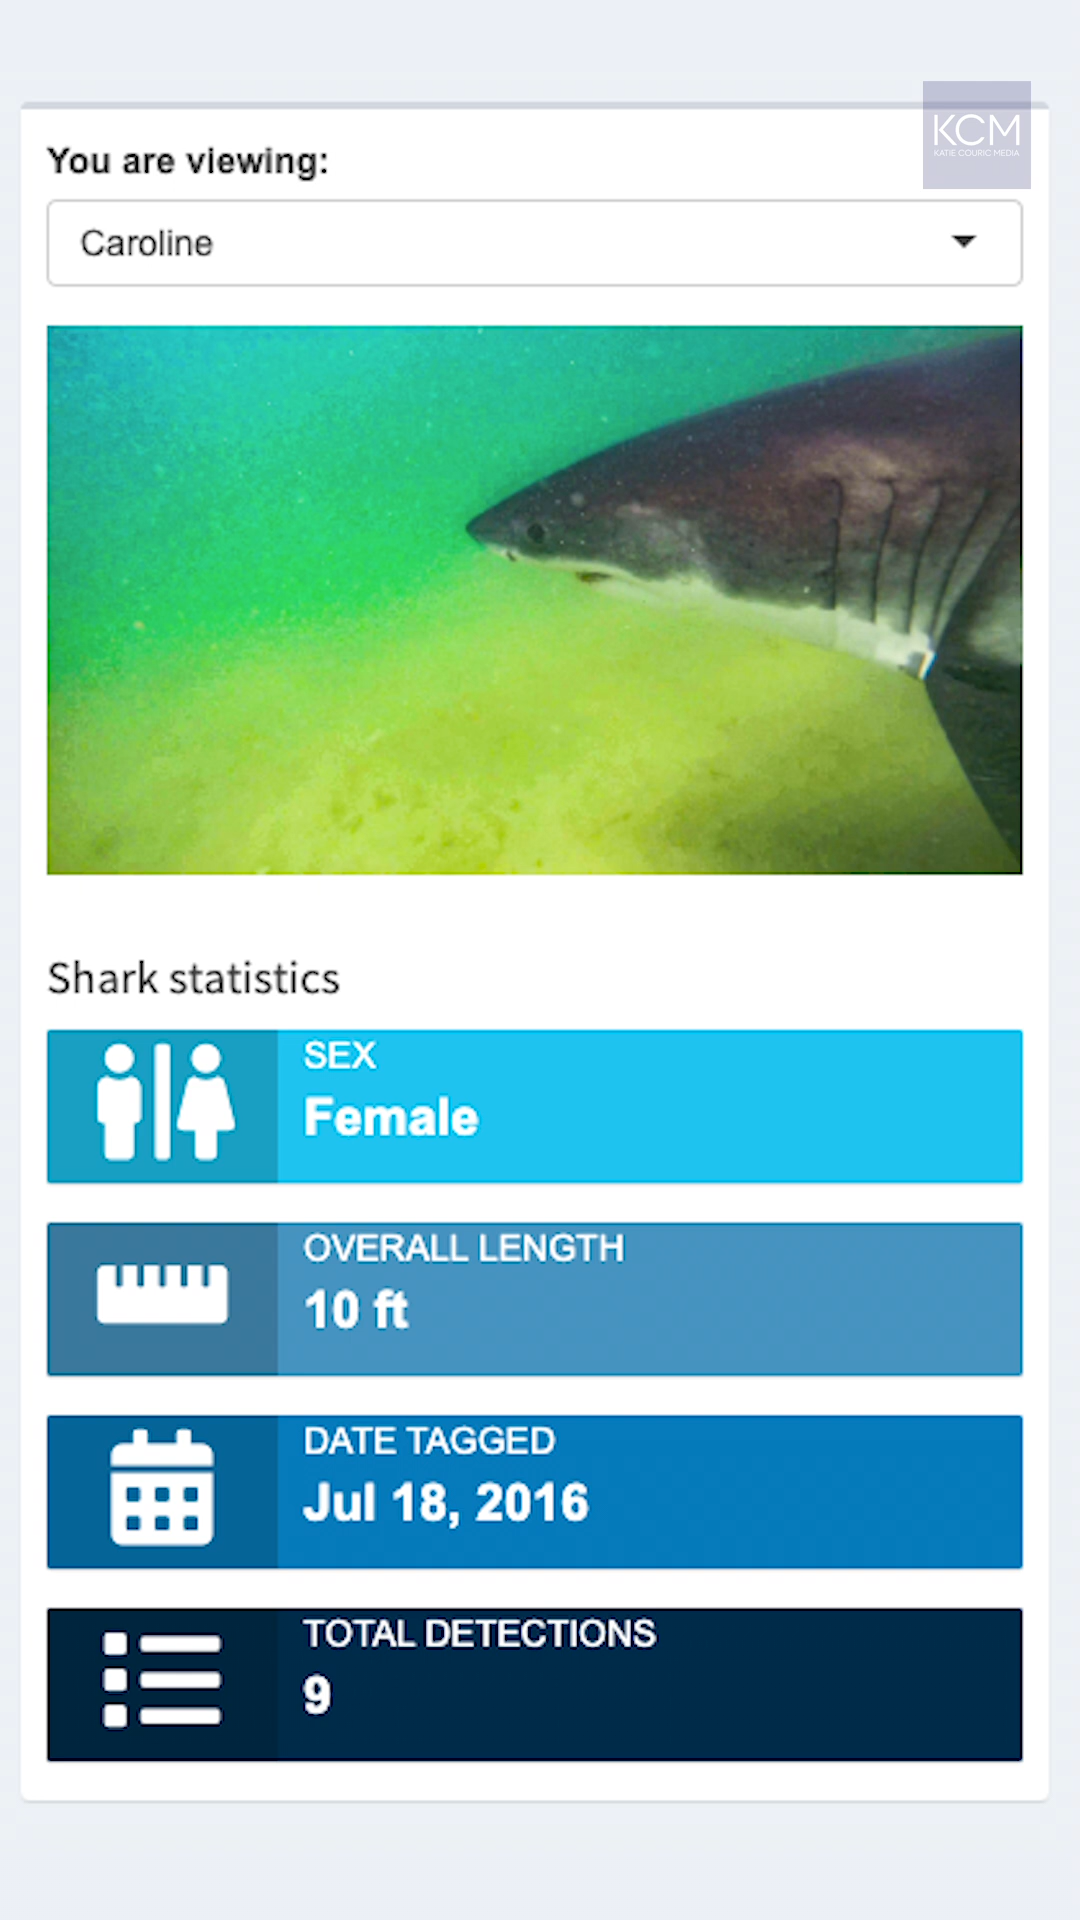 KCM
KATIE COURIC MEDIA
You are viewing:
Caroline
Shark statistics
SEX
Female
OVERALL LENGTH
10 ft
DATE TAGGED
Jul 18, 2016
TOTAL DETECTIONS
9